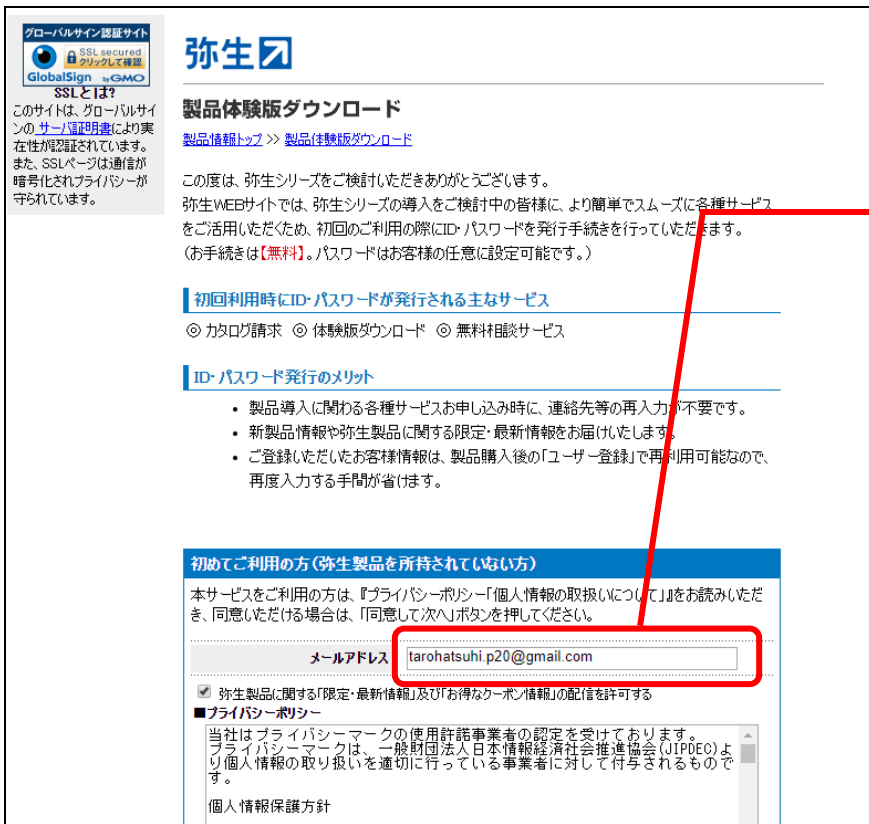 グローバルサイン認証サイト
SSL secured
クリックして確認
GlobalSign by GMO
SSLとは?
このサイトは、グローバルサイ
ンの サーバ証明書により実
在性が認証されています。
また、SSLページは通信が
暗号化されプライバシーが
守られています。
弥生
製品体験版ダウンロード
製品情報トップ >> 製品体験版ダウンロード
この度は、弥生シリーズをご検討いただきありがとうございます。
弥生WEBサイトでは、弥生シリーズの導入をご検討中の皆様に、より簡単でスムーズに各種サービス
をご活用いただくため、初回のご利用の際にID・パスワードを発行手続きを行っていただきます。
(お手続きは【無料】。パスワードはお客様の任意に設定可能です。)
初回利用時にID・パスワードが発行される主なサービス
◎ カタログ請求 ◎ 体験版ダウンロード ◎ 無料相談サービス
ID・パスワード発行のメリット
• 製品導入に関わる各種サービスお申し込み時に、連絡先等の再入力が不要です。
• 新製品情報や弥生製品に関する限定・最新情報をお届けいたします。
• ご登録いただいたお客様情報は、製品購入後の「ユーザー登録」で再利用可能なので、
再度入力する手間が省けます。
初めてご利用の方(弥生製品を所持されていない方)
本サービスをご利用の方は、『プライバシーポリシー「個人情報の取扱いについて」』をお読みいただ
き、同意いただける場合は、「同意して次へ」ボタンを押してください。
メールアドレス tarohatsuhi.p20@gmail.com
弥生製品に関する「限定・最新情報」及び「お得なクーポン情報」の配信を許可する
■プライバシーポリシー
当社はプライバシーマークの使用許諾事業者の認定を受けております。
プライバシーマークは、一般財団法人日本情報経済社会推進協会(JIPDEC)よ
り個人情報の取り扱いを適切に行っている事業者に対して付与されるもので
す。
個人情報保護方針